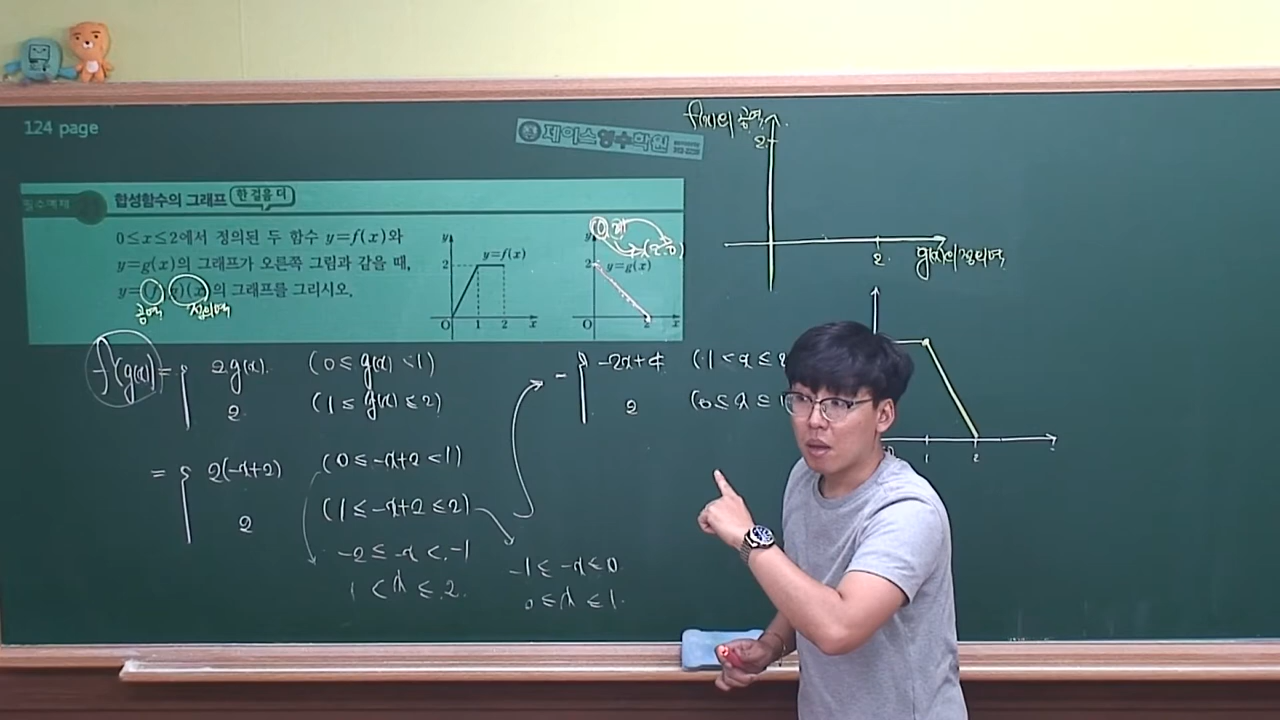 124 page
제이스영수학원
필수예제
합성함수의 그래프 한 걸음 더
0≤x≤2에서 정의된 두 함수 y=f(x)와
y=g(x)의 그래프가 오른쪽 그림과 같을 때,
y=(f∘g)(x)의 그래프를 그리시오.
공역 정의역
y
2
y=f(x)
O 1 2 x
y
2
y=g(x)
O 2 x
(2,0)
f(x)의 공역
2
2
g(x)의 정의역
f(g(x))= 2g(x) (0≤g(x)<1)
2 (1≤g(x)≤2)
= 2(-x+2) (0≤-x+2<1)
2 (1≤-x+2≤2)
-2≤-x<-1
1<x≤2
-1≤-x≤0
0≤x≤1
= -2x+4 (1<x≤2
2 (0≤x≤1
1 2